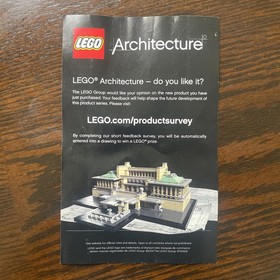 LEGO
Architecture
LEGO® Architecture – do you like it?
The LEGO Group would like your opinion on the new product you have
just purchased. Your feedback will help shape the future development of
this product series. Please visit:
LEGO.com/productsurvey
By completing our short feedback survey, you will be automatically
entered into a drawing to win a LEGO® prize.